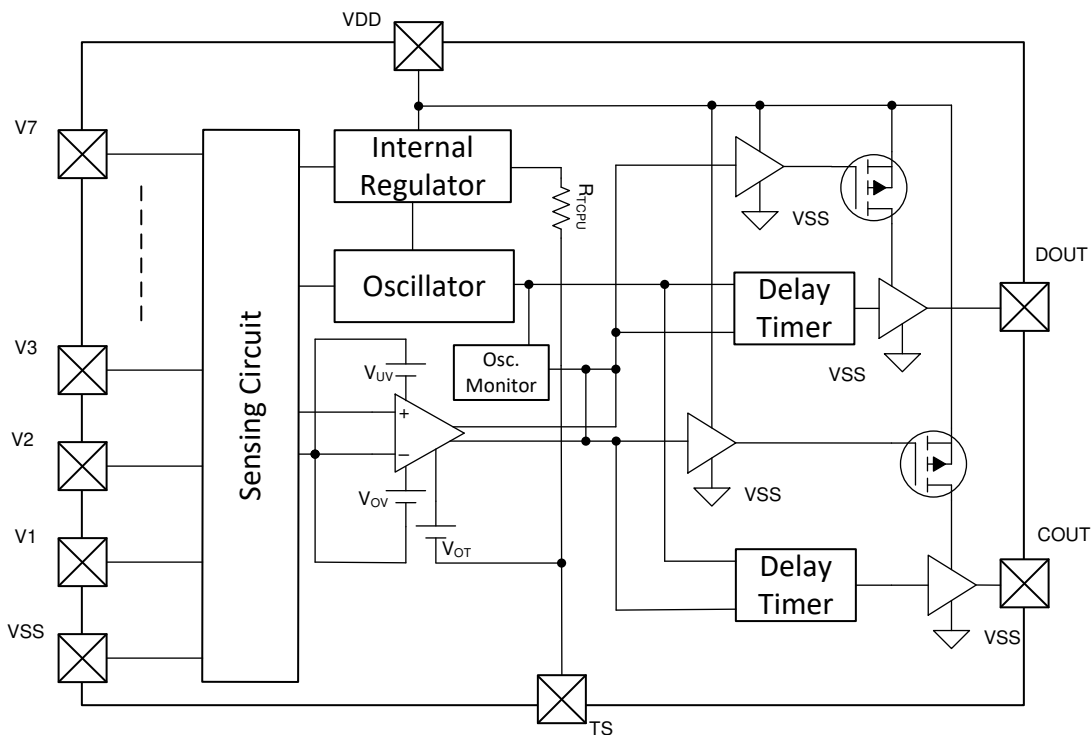 VDD
V7
Internal
Regulator
R_TCPU
VSS
DOUT
Oscillator
Delay
Timer
Sensing Circuit
V3
Osc.
Monitor
V_UV
VSS
+
V2
−
VSS
V_OV
V1
V_OT
COUT
Delay
Timer
VSS
VSS
TS